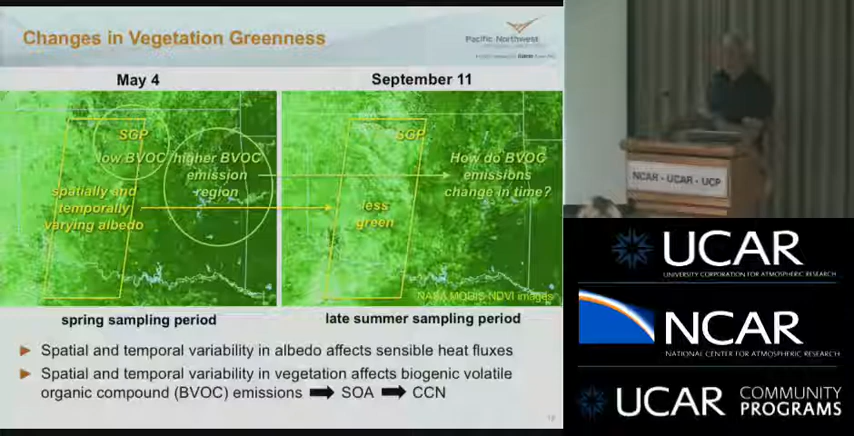 Changes in Vegetation Greenness
Pacific Northwest
May 4
September 11
SGP
low BVOC
higher BVOC
emission
region
spatially and
temporally
varying albedo
SGP
How do BVOC
emissions
change in time?
less
green
NASA MODIS NDVI images
spring sampling period
late summer sampling period
Spatial and temporal variability in albedo affects sensible heat fluxes
Spatial and temporal variability in vegetation affects biogenic volatile
organic compound (BVOC) emissions ➡ SOA ➡ CCN
NCAR - UCAR - UCP
UCAR
UNIVERSITY CORPORATION FOR ATMOSPHERIC RESEARCH
NCAR
NATIONAL CENTER FOR ATMOSPHERIC RESEARCH
UCAR COMMUNITY
PROGRAMS